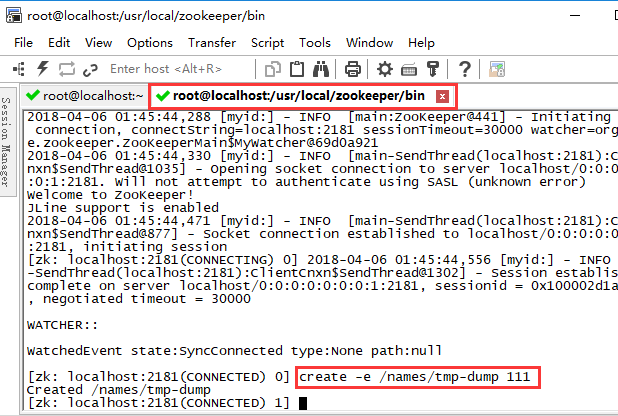 root@localhost:/usr/local/zookeeper/bin
File Edit View Options Transfer Script Tools Window Help
Enter host <Alt+R>
Session Manager
root@localhost:~ root@localhost:/usr/local/zookeeper/bin
2018-04-06 01:45:44,288 [myid:] - INFO [main:ZooKeeper@441] - Initiating
connection, connectString=localhost:2181 sessionTimeout=30000 watcher=org
e.zookeeper.ZooKeeperMain$MyWatcher@69d0a921
2018-04-06 01:45:44,330 [myid:] - INFO [main-SendThread(localhost:2181):C
nxn$SendThread@1035] - Opening socket connection to server localhost/0:0:0
:0:1:2181. Will not attempt to authenticate using SASL (unknown error)
Welcome to ZooKeeper!
JLine support is enabled
2018-04-06 01:45:44,471 [myid:] - INFO [main-SendThread(localhost:2181):C
nxn$SendThread@877] - Socket connection established to localhost/0:0:0:0:0
:2181, initiating session
[zk: localhost:2181(CONNECTING) 0] 2018-04-06 01:45:44,556 [myid:] - INFO
-SendThread(localhost:2181):ClientCnxn$SendThread@1302] - Session establis
complete on server localhost/0:0:0:0:0:0:0:1:2181, sessionid = 0x100002d1a
, negotiated timeout = 30000
WATCHER::
WatchedEvent state:SyncConnected type:None path:null
[zk: localhost:2181(CONNECTED) 0] create -e /names/tmp-dump 111
Created /names/tmp-dump
[zk: localhost:2181(CONNECTED) 1]